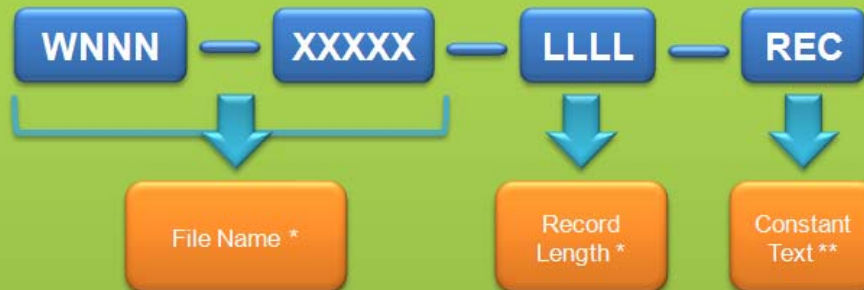 WNNN – XXXXX – LLLL – REC
File Name *
Record
Length *
Constant
Text **